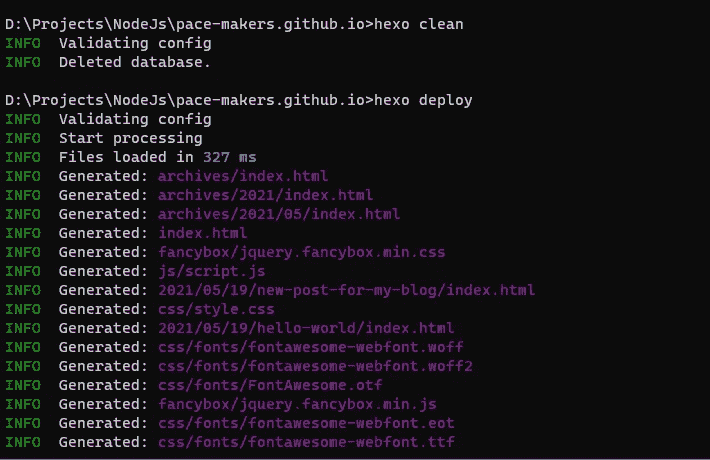 D:\Projects\NodeJs\pace-makers.github.io>hexo clean
INFO  Validating config
INFO  Deleted database.
D:\Projects\NodeJs\pace-makers.github.io>hexo deploy
INFO  Validating config
INFO  Start processing
INFO  Files loaded in 327 ms
INFO  Generated: archives/index.html
INFO  Generated: archives/2021/index.html
INFO  Generated: archives/2021/05/index.html
INFO  Generated: index.html
INFO  Generated: fancybox/jquery.fancybox.min.css
INFO  Generated: js/script.js
INFO  Generated: 2021/05/19/new-post-for-my-blog/index.html
INFO  Generated: css/style.css
INFO  Generated: 2021/05/19/hello-world/index.html
INFO  Generated: css/fonts/fontawesome-webfont.woff
INFO  Generated: css/fonts/fontawesome-webfont.woff2
INFO  Generated: css/fonts/FontAwesome.otf
INFO  Generated: fancybox/jquery.fancybox.min.js
INFO  Generated: css/fonts/fontawesome-webfont.eot
INFO  Generated: css/fonts/fontawesome-webfont.ttf